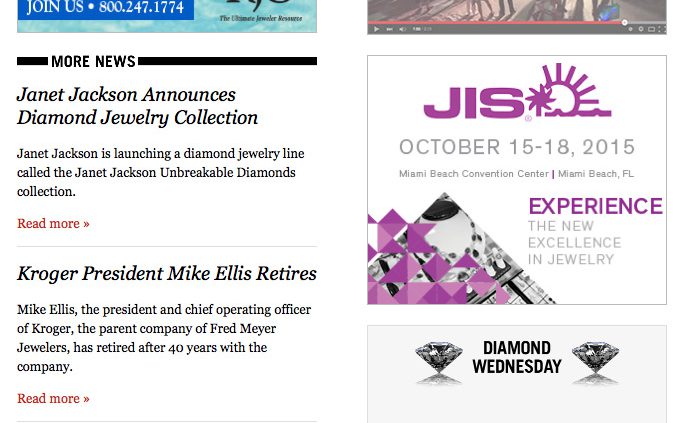 JOIN US • 800.247.1774
The Ultimate Jeweler Resource
MORE NEWS
Janet Jackson Announces
Diamond Jewelry Collection
Janet Jackson is launching a diamond jewelry line
called the Janet Jackson Unbreakable Diamonds
collection.
Read more »
Kroger President Mike Ellis Retires
Mike Ellis, the president and chief operating officer
of Kroger, the parent company of Fred Meyer
Jewelers, has retired after 40 years with the
company.
Read more »
JIS®
OCTOBER 15-18, 2015
Miami Beach Convention Center | Miami Beach, FL
EXPERIENCE
THE NEW
EXCELLENCE
IN JEWELRY
DIAMOND
WEDNESDAY